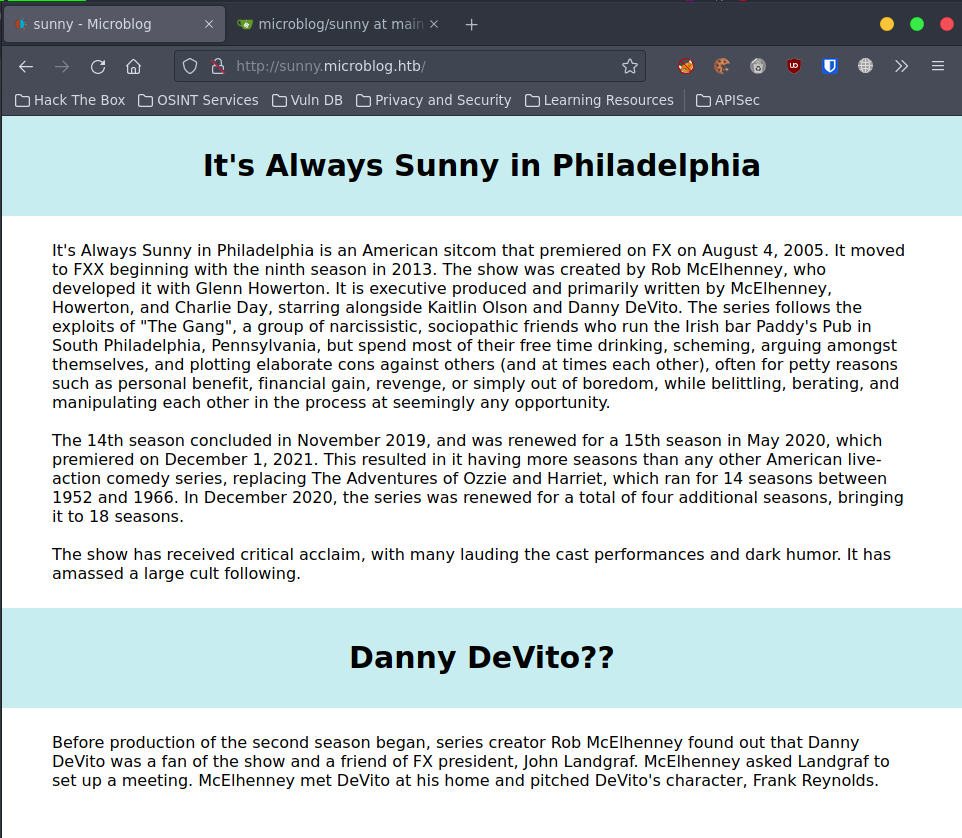 sunny - Microblog
microblog/sunny at main
http://sunny.microblog.htb/
Hack The Box OSINT Services Vuln DB Privacy and Security Learning Resources APISec
It's Always Sunny in Philadelphia
It's Always Sunny in Philadelphia is an American sitcom that premiered on FX on August 4, 2005. It moved
to FXX beginning with the ninth season in 2013. The show was created by Rob McElhenney, who
developed it with Glenn Howerton. It is executive produced and primarily written by McElhenney,
Howerton, and Charlie Day, starring alongside Kaitlin Olson and Danny DeVito. The series follows the
exploits of "The Gang", a group of narcissistic, sociopathic friends who run the Irish bar Paddy's Pub in
South Philadelphia, Pennsylvania, but spend most of their free time drinking, scheming, arguing amongst
themselves, and plotting elaborate cons against others (and at times each other), often for petty reasons
such as personal benefit, financial gain, revenge, or simply out of boredom, while belittling, berating, and
manipulating each other in the process at seemingly any opportunity.
The 14th season concluded in November 2019, and was renewed for a 15th season in May 2020, which
premiered on December 1, 2021. This resulted in it having more seasons than any other American live-
action comedy series, replacing The Adventures of Ozzie and Harriet, which ran for 14 seasons between
1952 and 1966. In December 2020, the series was renewed for a total of four additional seasons, bringing
it to 18 seasons.
The show has received critical acclaim, with many lauding the cast performances and dark humor. It has
amassed a large cult following.
Danny DeVito??
Before production of the second season began, series creator Rob McElhenney found out that Danny
DeVito was a fan of the show and a friend of FX president, John Landgraf. McElhenney asked Landgraf to
set up a meeting. McElhenney met DeVito at his home and pitched DeVito's character, Frank Reynolds.